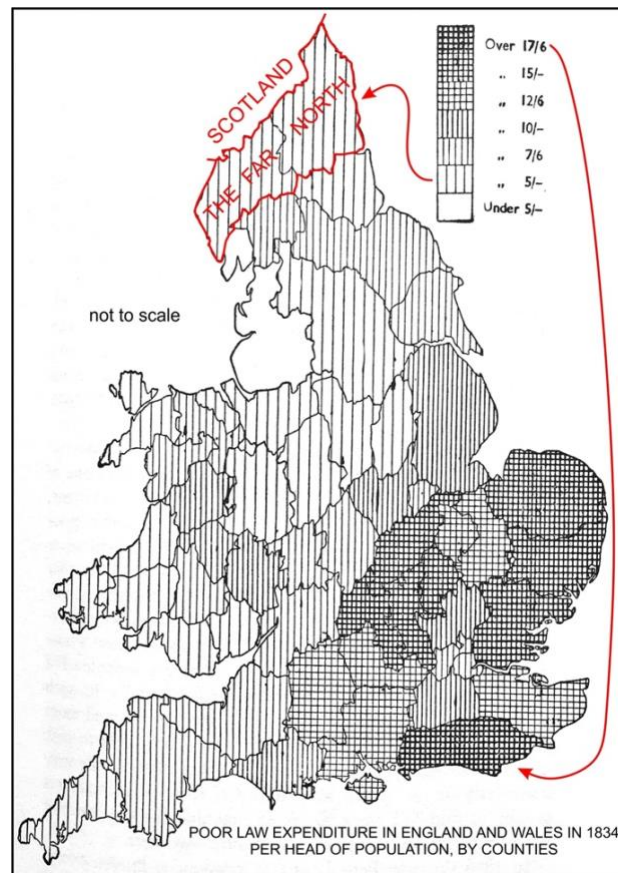 SCOTLAND
THE FAR NORTH
Over 17/6
„ 15/-
„ 12/6
„ 10/-
„ 7/6
„ 5/-
Under 5/-
not to scale
POOR LAW EXPENDITURE IN ENGLAND AND WALES IN 1834
PER HEAD OF POPULATION, BY COUNTIES